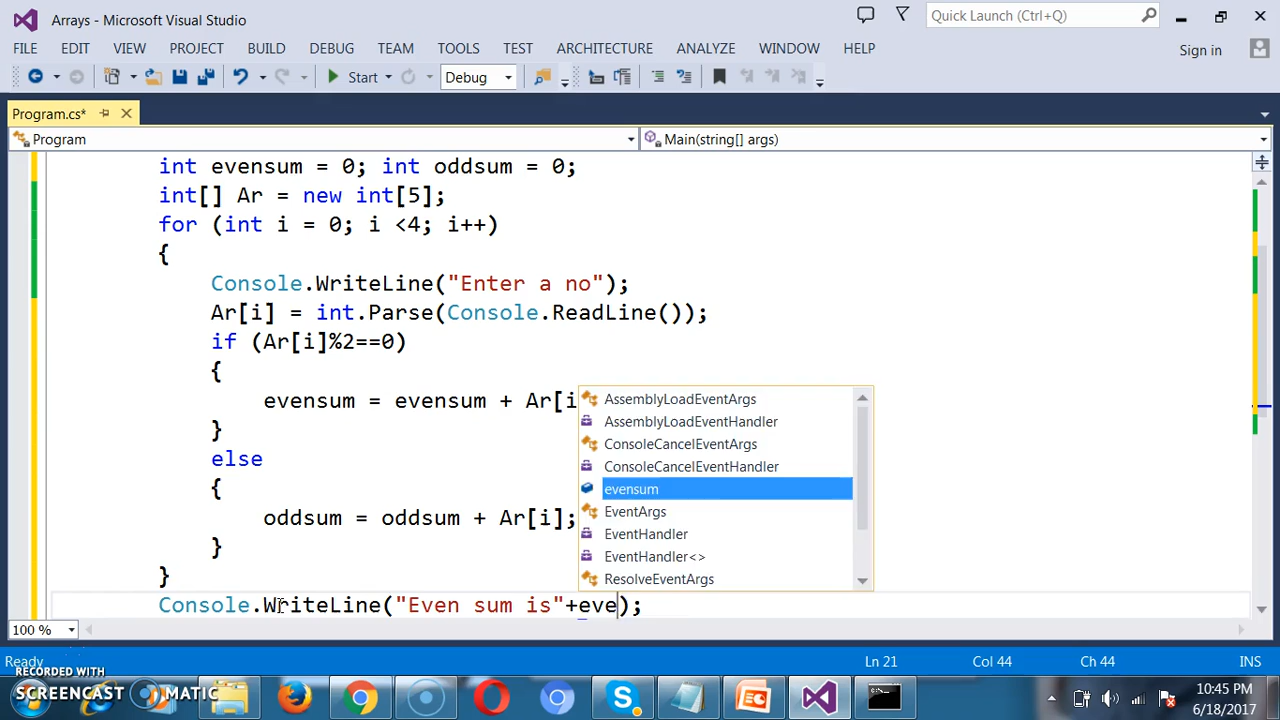 Arrays - Microsoft Visual Studio
Quick Launch (Ctrl+Q)
FILE EDIT VIEW PROJECT BUILD DEBUG TEAM TOOLS TEST ARCHITECTURE ANALYZE WINDOW HELP
Sign in
Start
Debug
Program.cs*
Program
Main(string[] args)
int evensum = 0; int oddsum = 0;
int[] Ar = new int[5];
for (int i = 0; i <4; i++)
{
Console.WriteLine("Enter a no");
Ar[i] = int.Parse(Console.ReadLine());
if (Ar[i]%2==0)
{
evensum = evensum + Ar[i
}
else
{
oddsum = oddsum + Ar[i];
}
}
Console.WriteLine("Even sum is"+eve);
AssemblyLoadEventArgs
AssemblyLoadEventHandler
ConsoleCancelEventArgs
ConsoleCancelEventHandler
evensum
EventArgs
EventHandler
EventHandler<>
ResolveEventArgs
100 %
Ready
Ln 21
Col 44
Ch 44
INS
RECORDED WITH
SCREENCAST MATIC
10:45 PM
6/18/2017